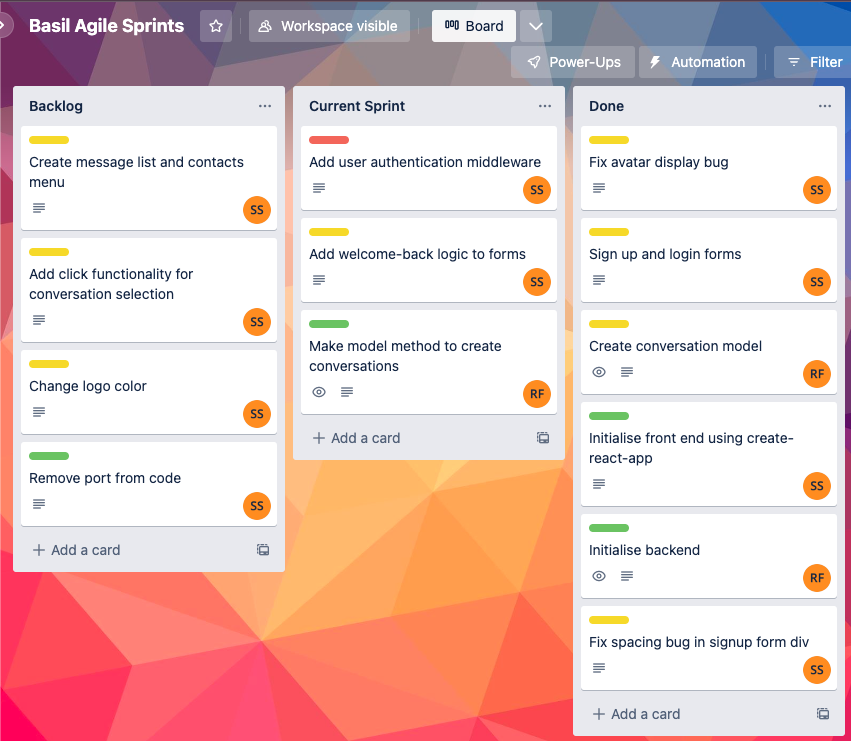 Basil Agile Sprints
Workspace visible
Board
Power-Ups
Automation
Filter
Backlog
Create message list and contacts
menu
SS
Add click functionality for
conversation selection
SS
Change logo color
SS
Remove port from code
SS
Add a card
Current Sprint
Add user authentication middleware
SS
Add welcome-back logic to forms
SS
Make model method to create
conversations
RF
Add a card
Done
Fix avatar display bug
SS
Sign up and login forms
SS
Create conversation model
RF
Initialise front end using create-
react-app
SS
Initialise backend
RF
Fix spacing bug in signup form div
SS
Add a card